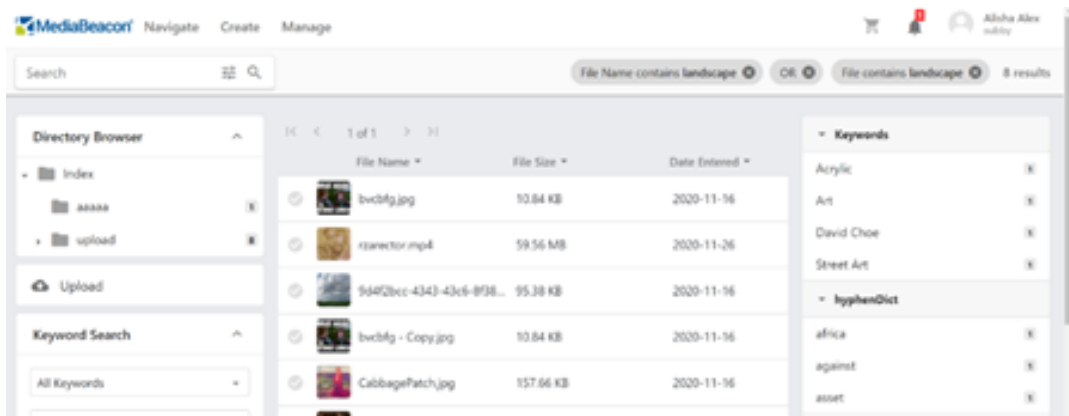 MediaBeacon Navigate Create Manage
1
Alisha Alex
Search
File Name contains landscape OR File contains landscape 8 results
Directory Browser
Index
aaaaa
upload
Upload
Keyword Search
All Keywords
1 of 1
File Name File Size Date Entered
bvcbfg.jpg 10.84 KB 2020-11-16
rzarector.mp4 59.56 MB 2020-11-26
95.38 KB 2020-11-16
bvcbfg - Copy.jpg 10.84 KB 2020-11-16
CabbagePatch.jpg 157.66 KB 2020-11-16
Keywords
Acrylic
Art
David Choe
Street Art
hyphenDict
africa
against
asset